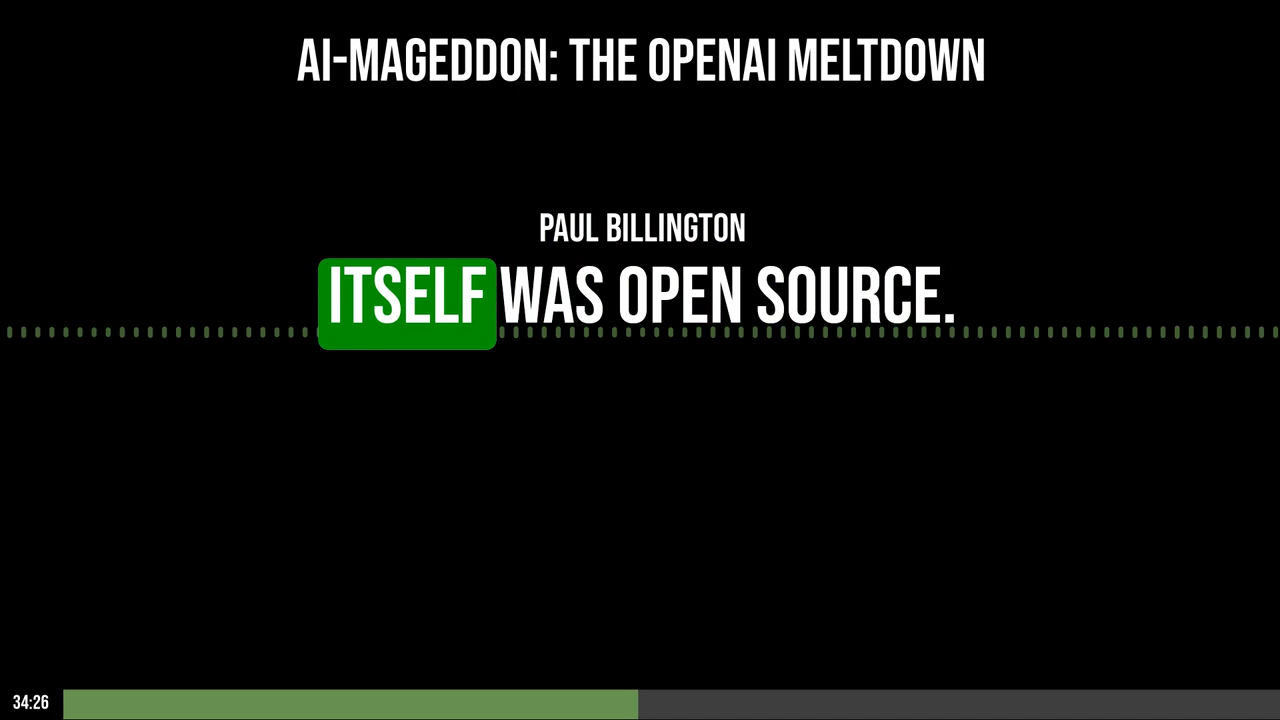 AI-MAGEDDON: THE OPENAI MELTDOWN
PAUL BILLINGTON
ITSELF WAS OPEN SOURCE.
34:26